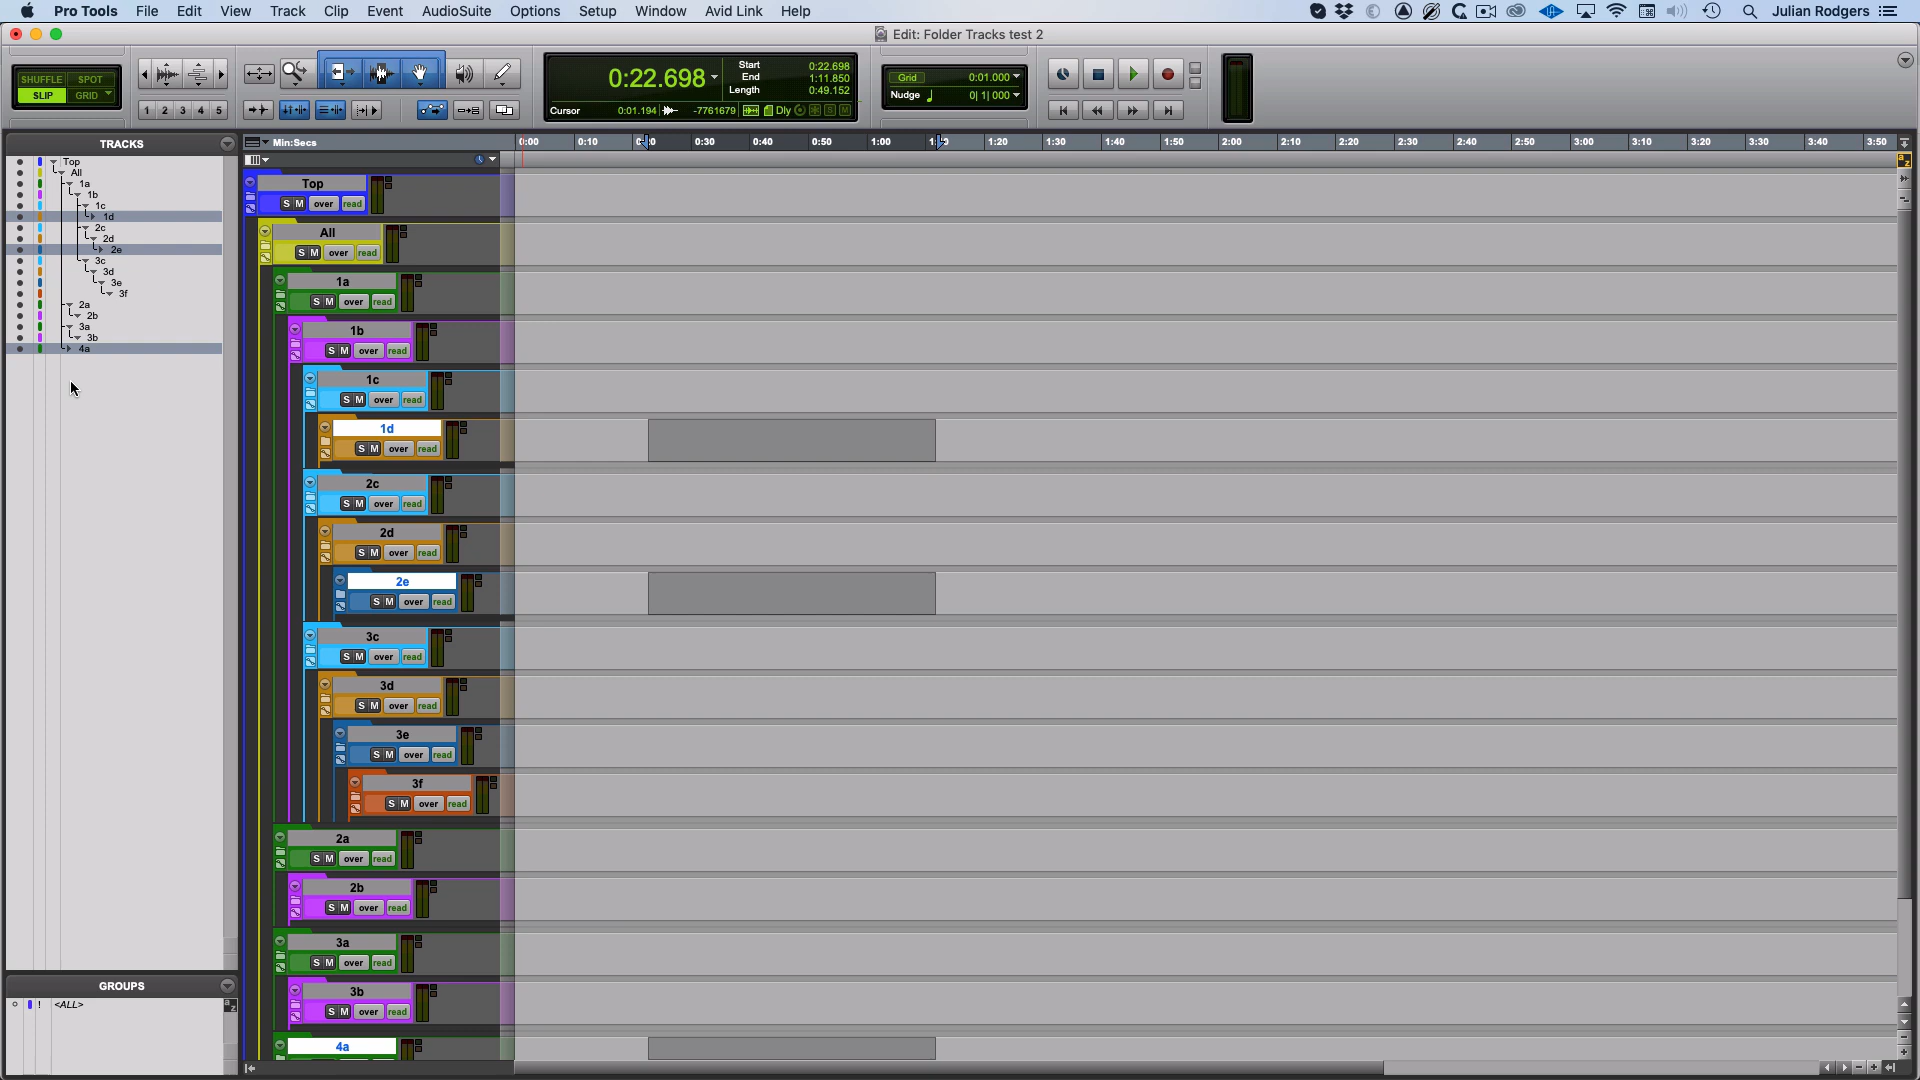 Pro Tools File Edit View Track Clip Event AudioSuite Options Setup Window Avid Link Help Julian Rodgers
Edit: Folder Tracks test 2
SHUFFLE SPOT
SLIP GRID
1 2 3 4 5
0:22.698
Start 0:22.698
End 1:11.850
Length 0:49.152
Cursor 0:01.194 -7761679 Dly S M
Grid 0:01.000
Nudge 0| 1| 000
TRACKS
Min:Secs 0:00 0:10 0:20 0:30 0:40 0:50 1:00 1:20 1:30 1:40 1:50 2:00 2:10 2:20 2:30 2:40 2:50 3:00 3:10 3:20 3:30 3:40 3:50
Top
All
1a
1b
1c
1d
2c
2d
2e
3c
3d
3e
3f
2a
2b
3a
3b
4a
Top
S M over read
All
S M over read
1a
S M over read
1b
S M over read
1c
S M over read
1d
S M over read
2c
S M over read
2d
S M over read
2e
S M over read
3c
S M over read
3d
S M over read
3e
S M over read
3f
S M over read
2a
S M over read
2b
S M over read
3a
S M over read
3b
S M over read
4a
GROUPS
! <ALL>
a z
a z